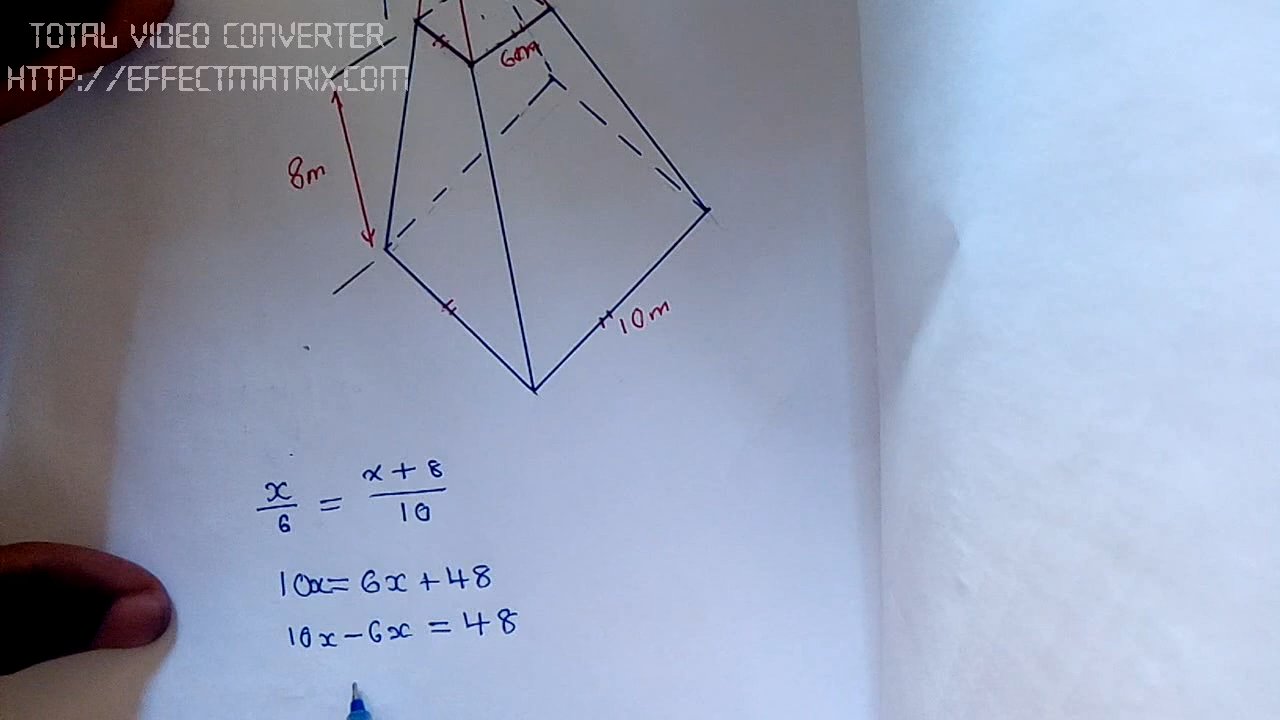 TOTAL VIDEO CONVERTER
HTTP://EFFECTMATRIX.COM
6m
8m
10m
x/6 = x + 8/10
10x = 6x + 48
10x - 6x = 48